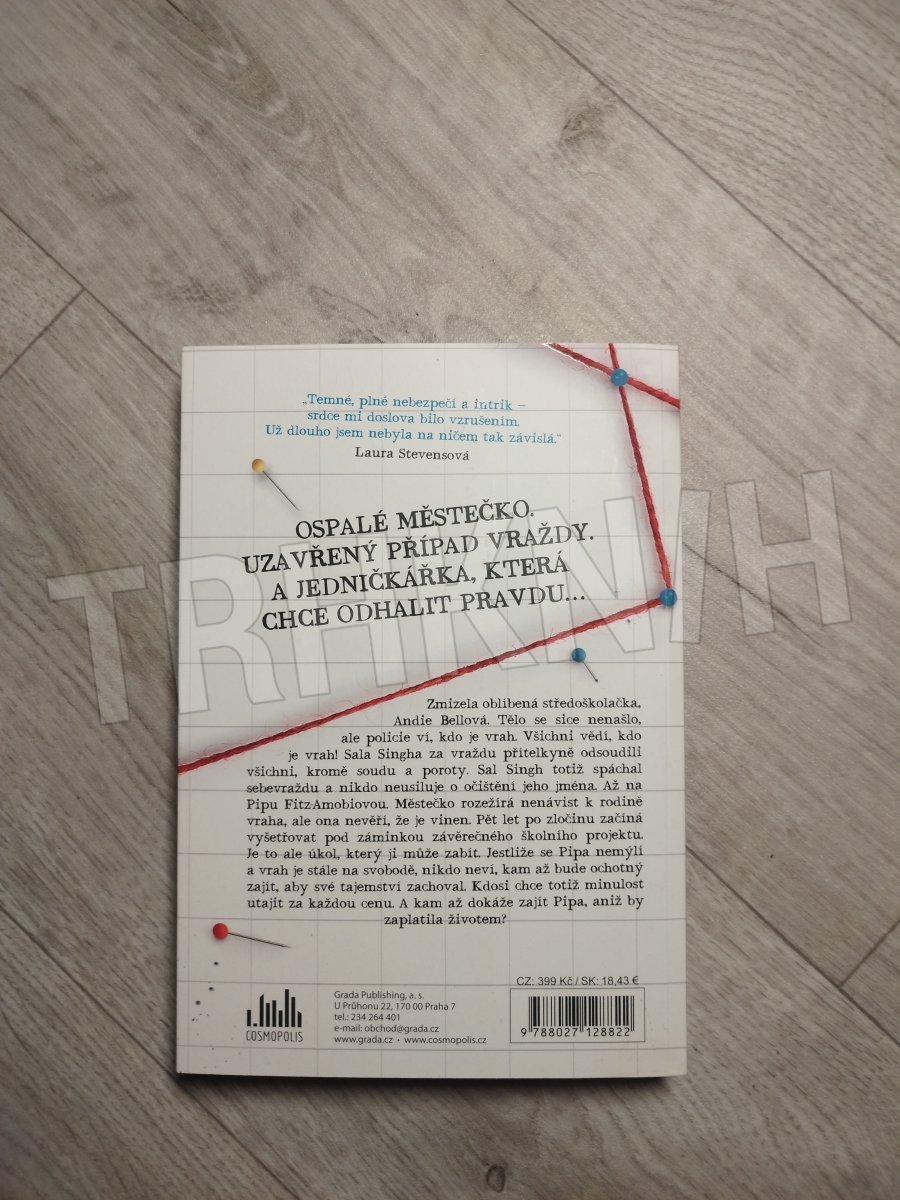 „Temné, plné nebezpečí a intrik –
srdce mi doslova bilo vzrušením.
Už dlouho jsem nebyla na ničem tak závislá.“
Laura Stevensová
OSPALÉ MĚSTEČKO.
UZAVŘENÝ PŘÍPAD VRAŽDY.
A JEDNIČKÁŘKA, KTERÁ
CHCE ODHALIT PRAVDU...
TRHKNIH
Zmizela oblíbená středoškolačka,
Andie Bellová. Tělo se sice nenašlo,
ale policie ví, kdo je vrah. Všichni vědí, kdo
je vrah! Sala Singha za vraždu přítelkyně odsoudili
všichni, kromě soudu a poroty. Sal Singh totiž spáchal
sebevraždu a nikdo neusiluje o očištění jeho jména. Až na
Pipu Fitz-Amobiovou. Městečko rozežírá nenávist k rodině
vraha, ale ona nevěří, že je vinen. Pět let po zločinu začíná
vyšetřovat pod záminkou závěrečného školního projektu.
Je to ale úkol, který ji může zabít. Jestliže se Pipa nemýlí
a vrah je stále na svobodě, nikdo neví, kam až bude ochotný
zajít, aby své tajemství zachoval. Kdosi chce totiž minulost
utajit za každou cenu. A kam až dokáže zajít Pipa, aniž by
zaplatila životem?
CZ: 399 Kč / SK: 18,43 €
COSMOPOLIS
Grada Publishing, a. s.
U Průhonu 22, 170 00 Praha 7
tel.: 234 264 401
e-mail: obchod@grada.cz
www.grada.cz • www.cosmopolis.cz
9 788027 128822